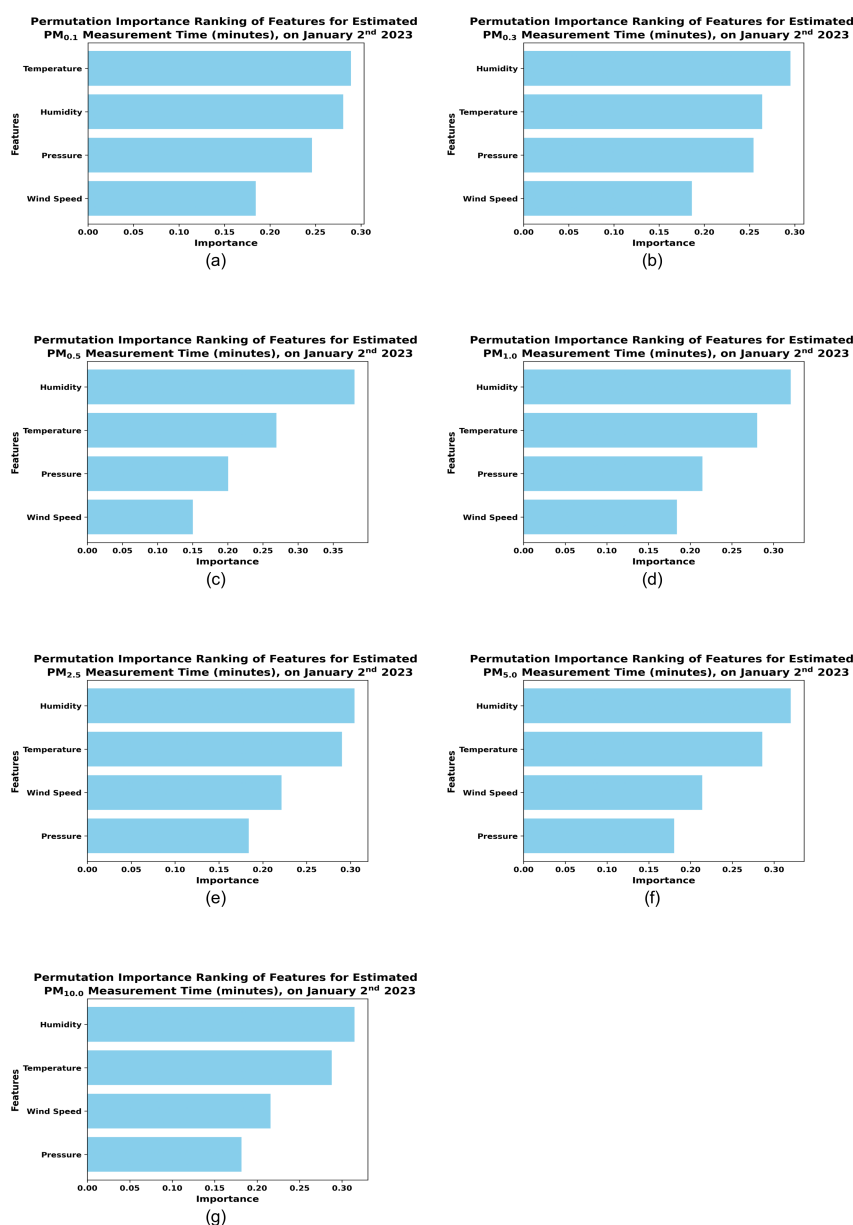 Permutation Importance Ranking of Features for Estimated
PM0.1 Measurement Time (minutes), on January 2nd 2023
Features
Temperature
Humidity
Pressure
Wind Speed
0.00 0.05 0.10 0.15 0.20 0.25 0.30
Importance
(a)
Permutation Importance Ranking of Features for Estimated
PM0.3 Measurement Time (minutes), on January 2nd 2023
Features
Humidity
Temperature
Pressure
Wind Speed
0.00 0.05 0.10 0.15 0.20 0.25 0.30
Importance
(b)
Permutation Importance Ranking of Features for Estimated
PM0.5 Measurement Time (minutes), on January 2nd 2023
Features
Humidity
Temperature
Pressure
Wind Speed
0.00 0.05 0.10 0.15 0.20 0.25 0.30 0.35
Importance
(c)
Permutation Importance Ranking of Features for Estimated
PM1.0 Measurement Time (minutes), on January 2nd 2023
Features
Humidity
Temperature
Pressure
Wind Speed
0.00 0.05 0.10 0.15 0.20 0.25 0.30
Importance
(d)
Permutation Importance Ranking of Features for Estimated
PM2.5 Measurement Time (minutes), on January 2nd 2023
Features
Humidity
Temperature
Wind Speed
Pressure
0.00 0.05 0.10 0.15 0.20 0.25 0.30
Importance
(e)
Permutation Importance Ranking of Features for Estimated
PM5.0 Measurement Time (minutes), on January 2nd 2023
Features
Humidity
Temperature
Wind Speed
Pressure
0.00 0.05 0.10 0.15 0.20 0.25 0.30
Importance
(f)
Permutation Importance Ranking of Features for Estimated
PM10.0 Measurement Time (minutes), on January 2nd 2023
Features
Humidity
Temperature
Wind Speed
Pressure
0.00 0.05 0.10 0.15 0.20 0.25 0.30
Importance
(g)